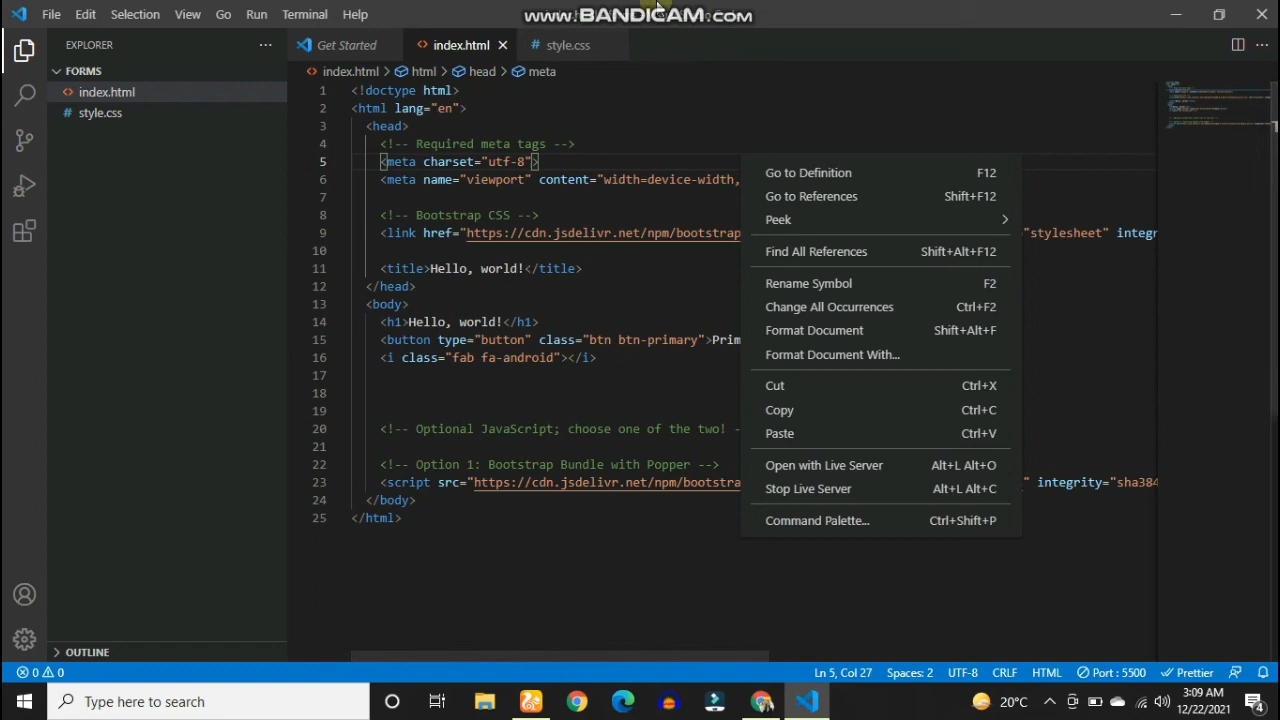 File Edit Selection View Go Run Terminal Help
www.BANDICAM.com
EXPLORER
Get Started
index.html
style.css
FORMS
index.html
style.css
index.html > html > head > meta
1 <!doctype html>
2 <html lang="en">
3 <head>
4 <!-- Required meta tags -->
5 <meta charset="utf-8">
6 <meta name="viewport" content="width=device-width,
7
8 <!-- Bootstrap CSS -->
9 <link href="https://cdn.jsdelivr.net/npm/bootstrap "stylesheet" integr
10
11 <title>Hello, world!</title>
12 </head>
13 <body>
14 <h1>Hello, world!</h1>
15 <button type="button" class="btn btn-primary">Prim
16 <i class="fab fa-android"></i>
17
18
19
20 <!-- Optional JavaScript; choose one of the two! -
21
22 <!-- Option 1: Bootstrap Bundle with Popper -->
23 <script src="https://cdn.jsdelivr.net/npm/bootstra " integrity="sha384
24 </body>
25 </html>
Go to Definition F12
Go to References Shift+F12
Peek
Find All References Shift+Alt+F12
Rename Symbol F2
Change All Occurrences Ctrl+F2
Format Document Shift+Alt+F
Format Document With...
Cut Ctrl+X
Copy Ctrl+C
Paste Ctrl+V
Open with Live Server Alt+L Alt+O
Stop Live Server Alt+L Alt+C
Command Palette... Ctrl+Shift+P
OUTLINE
0 0 Ln 5, Col 27 Spaces: 2 UTF-8 CRLF HTML Port : 5500 Prettier
Type here to search
20°C
3:09 AM
12/22/2021
4